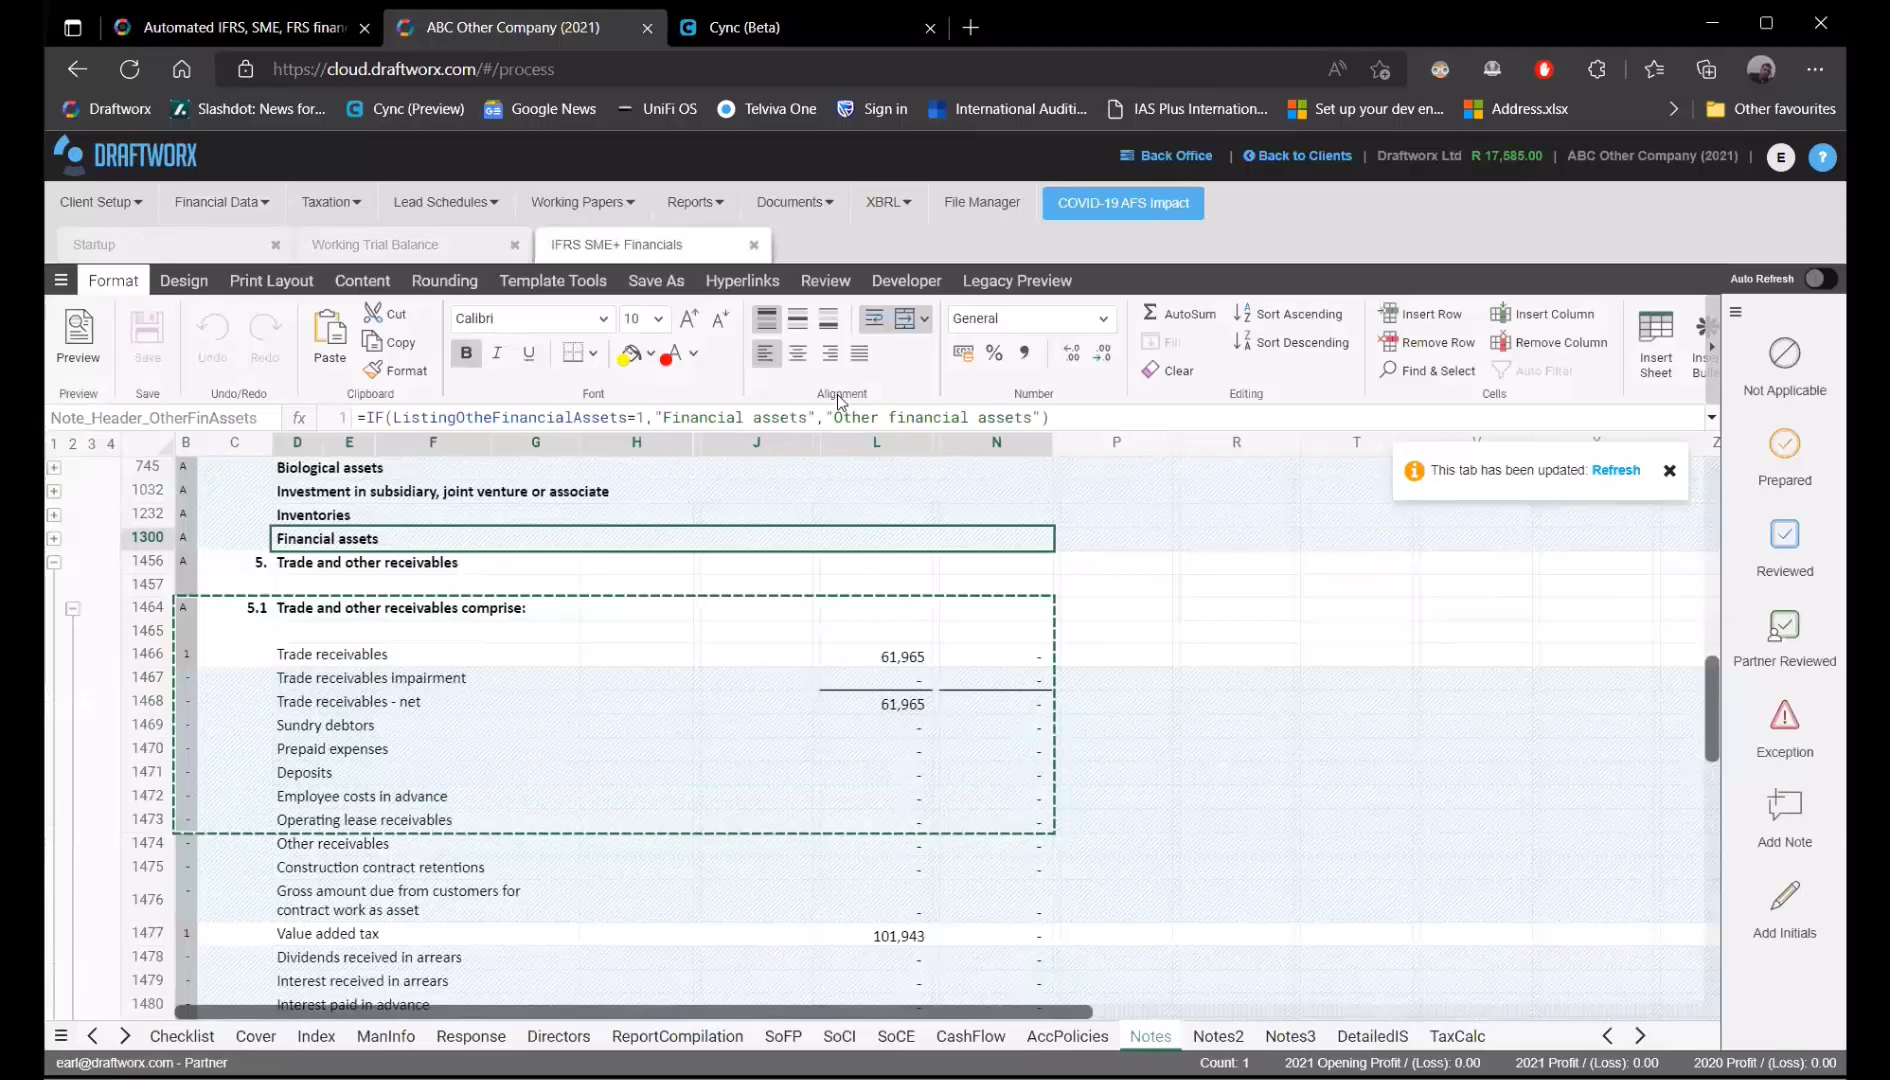 Automated IFRS, SME, FRS finan
ABC Other Company (2021)
Cync (Beta)
https://cloud.draftworx.com/#/process
Draftworx
Slashdot: News for...
Cync (Preview)
Google News
UniFi OS
Telviva One
Sign in
International Auditi...
IAS Plus Internation...
Set up your dev en...
Address.xlsx
Other favourites
DRAFTWORX
Back Office | Back to Clients | Draftworx Ltd R 17,585.00 | ABC Other Company (2021) | E ?
Client Setup Financial Data Taxation Lead Schedules Working Papers Reports Documents XBRL File Manager COVID-19 AFS Impact
Startup Working Trial Balance IFRS SME+ Financials
Format Design Print Layout Content Rounding Template Tools Save As Hyperlinks Review Developer Legacy Preview Auto Refresh
Preview
Save
Undo
Redo
Paste
Cut
Copy
Format
Calibri
10
B I U
General
AutoSum
Fill
Clear
Sort Ascending
Sort Descending
Find & Select
Insert Row
Remove Row
Insert Column
Remove Column
Auto Filter
Insert
Sheet
Preview Save Undo/Redo Clipboard Font Alignment Number Editing Cells
Note_Header_OtherFinAssets fx 1 =IF(ListingOtheFinancialAssets=1,"Financial assets","Other financial assets")
1 2 3 4 B C D E F G H J L N P R T V X Z
745 A Biological assets
1032 A Investment in subsidiary, joint venture or associate
1232 A Inventories
1300 A Financial assets
1456 A 5. Trade and other receivables
1457
1464 A 5.1 Trade and other receivables comprise:
1465
1466 1 Trade receivables 61,965 -
1467 - Trade receivables impairment - -
1468 - Trade receivables - net 61,965 -
1469 - Sundry debtors - -
1470 - Prepaid expenses - -
1471 - Deposits - -
1472 - Employee costs in advance - -
1473 - Operating lease receivables - -
1474 - Other receivables - -
1475 - Construction contract retentions - -
1476 - Gross amount due from customers for
contract work as asset - -
1477 1 Value added tax 101,943 -
1478 - Dividends received in arrears - -
1479 - Interest received in arrears - -
1480 - Interest paid in advance
This tab has been updated: Refresh
Not Applicable
Prepared
Reviewed
Partner Reviewed
Exception
Add Note
Add Initials
Checklist Cover Index ManInfo Response Directors ReportCompilation SoFP SoCI SoCE CashFlow AccPolicies Notes Notes2 Notes3 DetailedIS TaxCalc
earl@draftworx.com - Partner
Count: 1 2021 Opening Profit / (Loss): 0.00 2021 Profit / (Loss): 0.00 2020 Profit / (Loss): 0.00